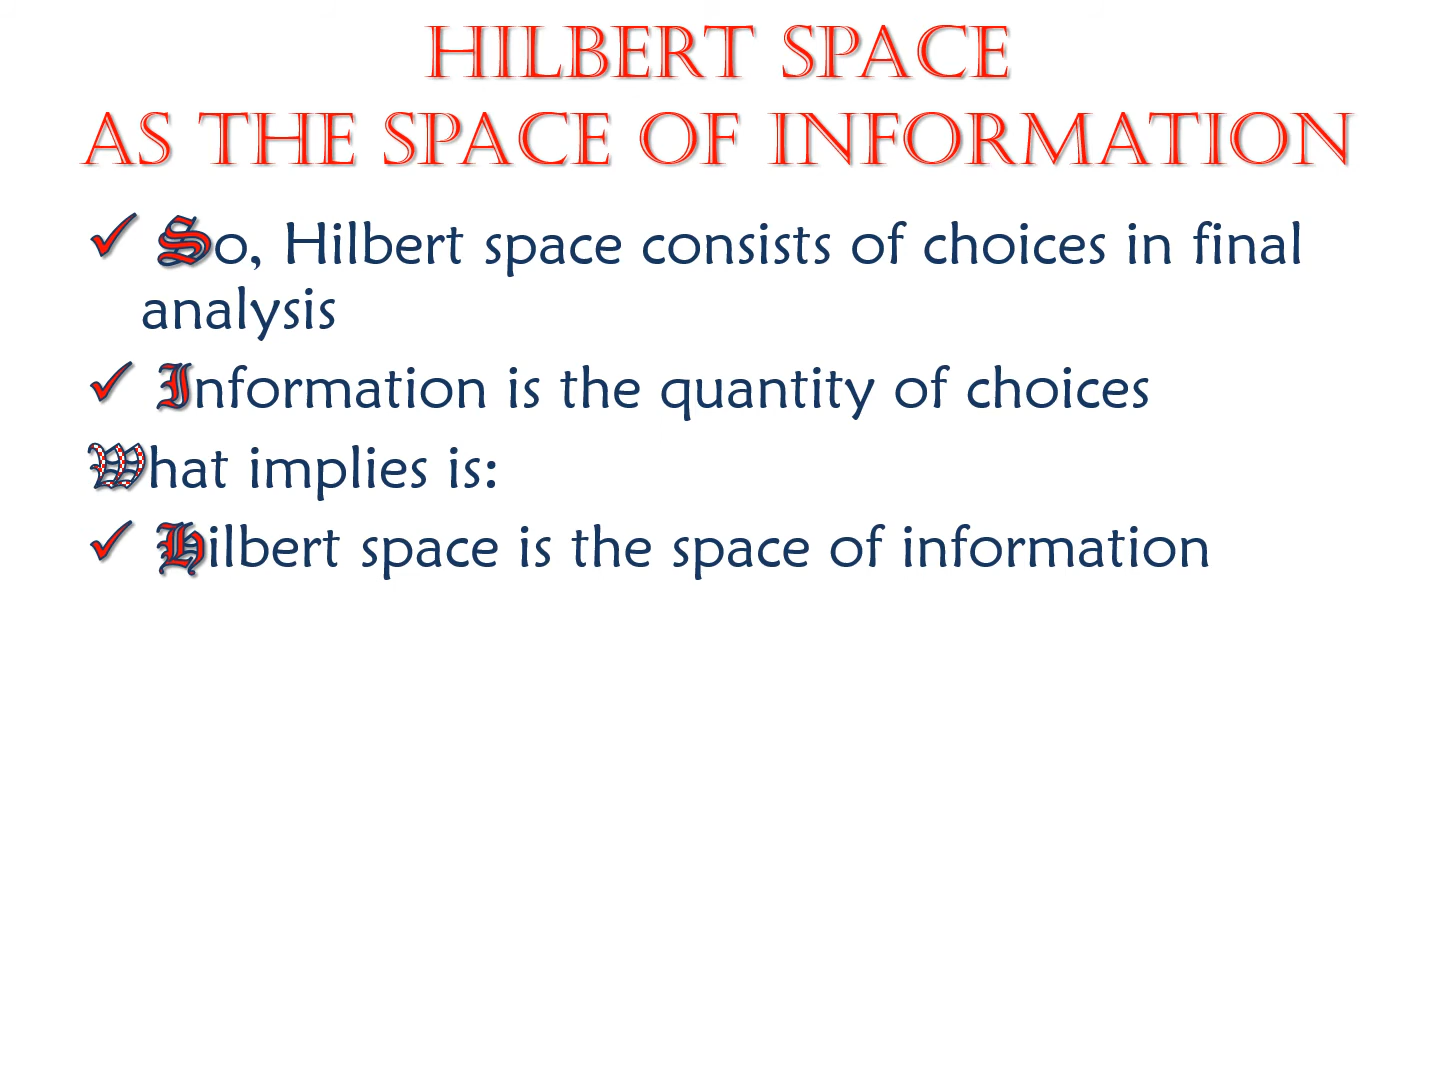 HILBERT SPACE
AS THE SPACE OF INFORMATION
✓ So, Hilbert space consists of choices in final
analysis
✓ Information is the quantity of choices
What implies is:
✓ Hilbert space is the space of information